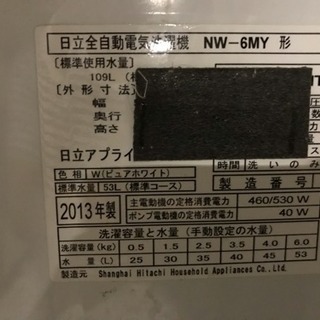 日立全自動電気洗濯機 NW-6MY 形
[標準使用水量]
109L
[外形寸法]
幅
奥行
高さ
日立アプライ
時間 洗いのみ
色相 W(ピュアホワイト)
標準水量 53L (標準コース)
製造番号
2013年製
主電動機の定格消費電力 460/530 W
ポンプ電動機の定格消費電力 40 W
洗濯容量と水量 (手動設定の水量)
洗濯容量(kg) 0.5 1.5 2.5 3.5 4.0 6.0
水量(L) 25 30 35 40 45 53
製造元 Shanghai Hitachi Household Appliances Co.,Ltd.